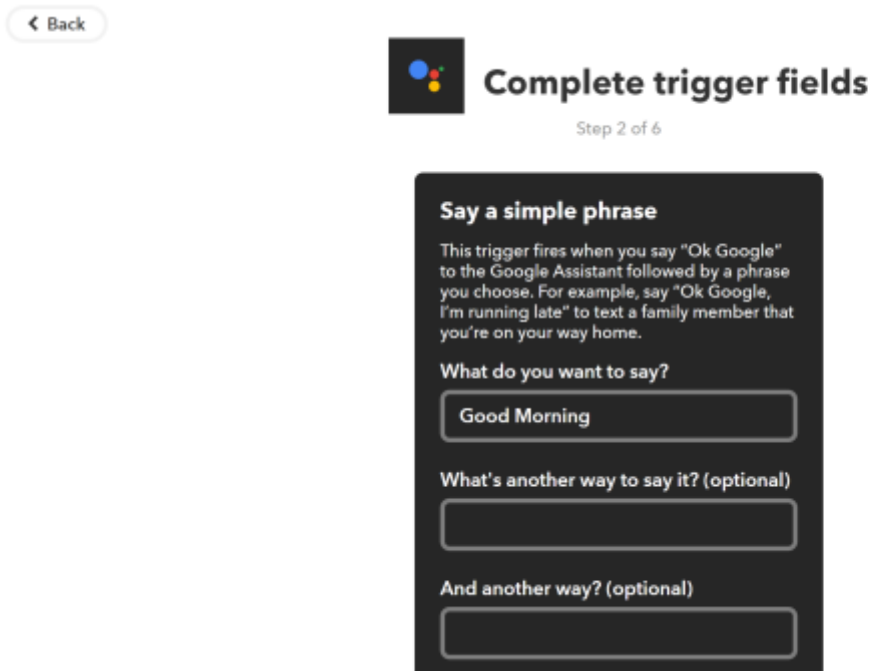 Back
Complete trigger fields
Step 2 of 6
Say a simple phrase
This trigger fires when you say “Ok Google”
to the Google Assistant followed by a phrase
you choose. For example, say “Ok Google,
I’m running late” to text a family member that
you’re on your way home.
What do you want to say?
Good Morning
What's another way to say it? (optional)
And another way? (optional)